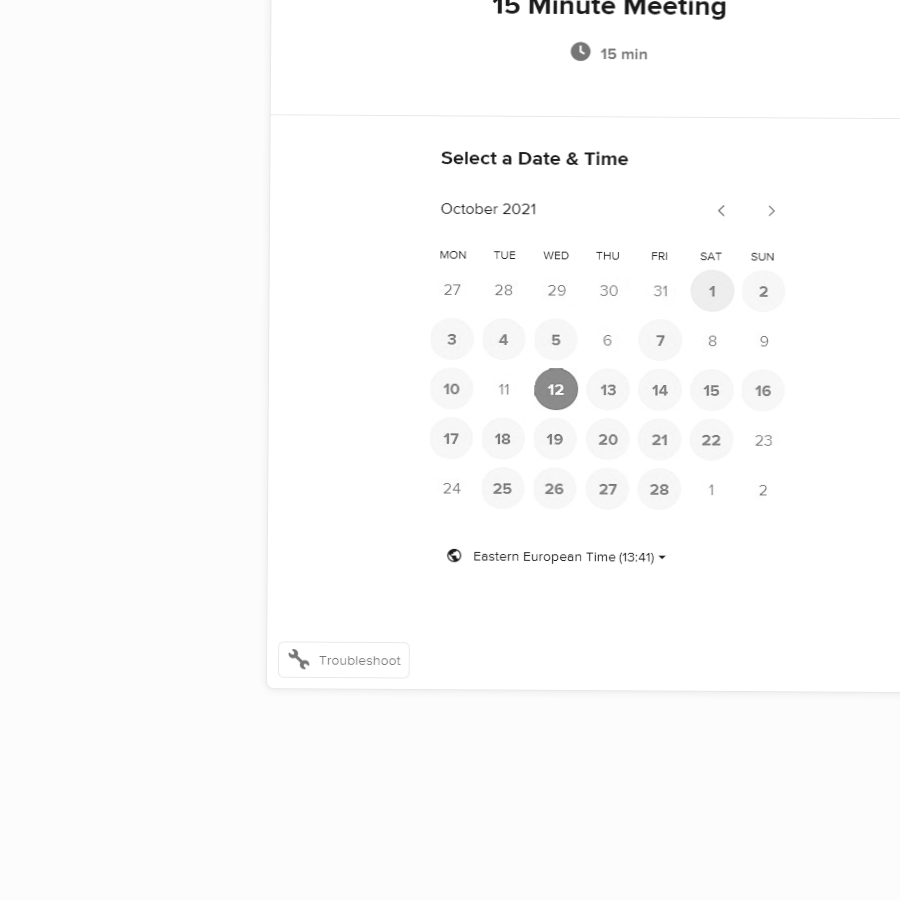 15 Minute Meeting
15 min
Select a Date & Time
October 2021
MON TUE WED THU FRI SAT SUN
27 28 29 30 31 1 2
3 4 5 6 7 8 9
10 11 12 13 14 15 16
17 18 19 20 21 22 23
24 25 26 27 28 1 2
Eastern European Time (13:41)
Troubleshoot